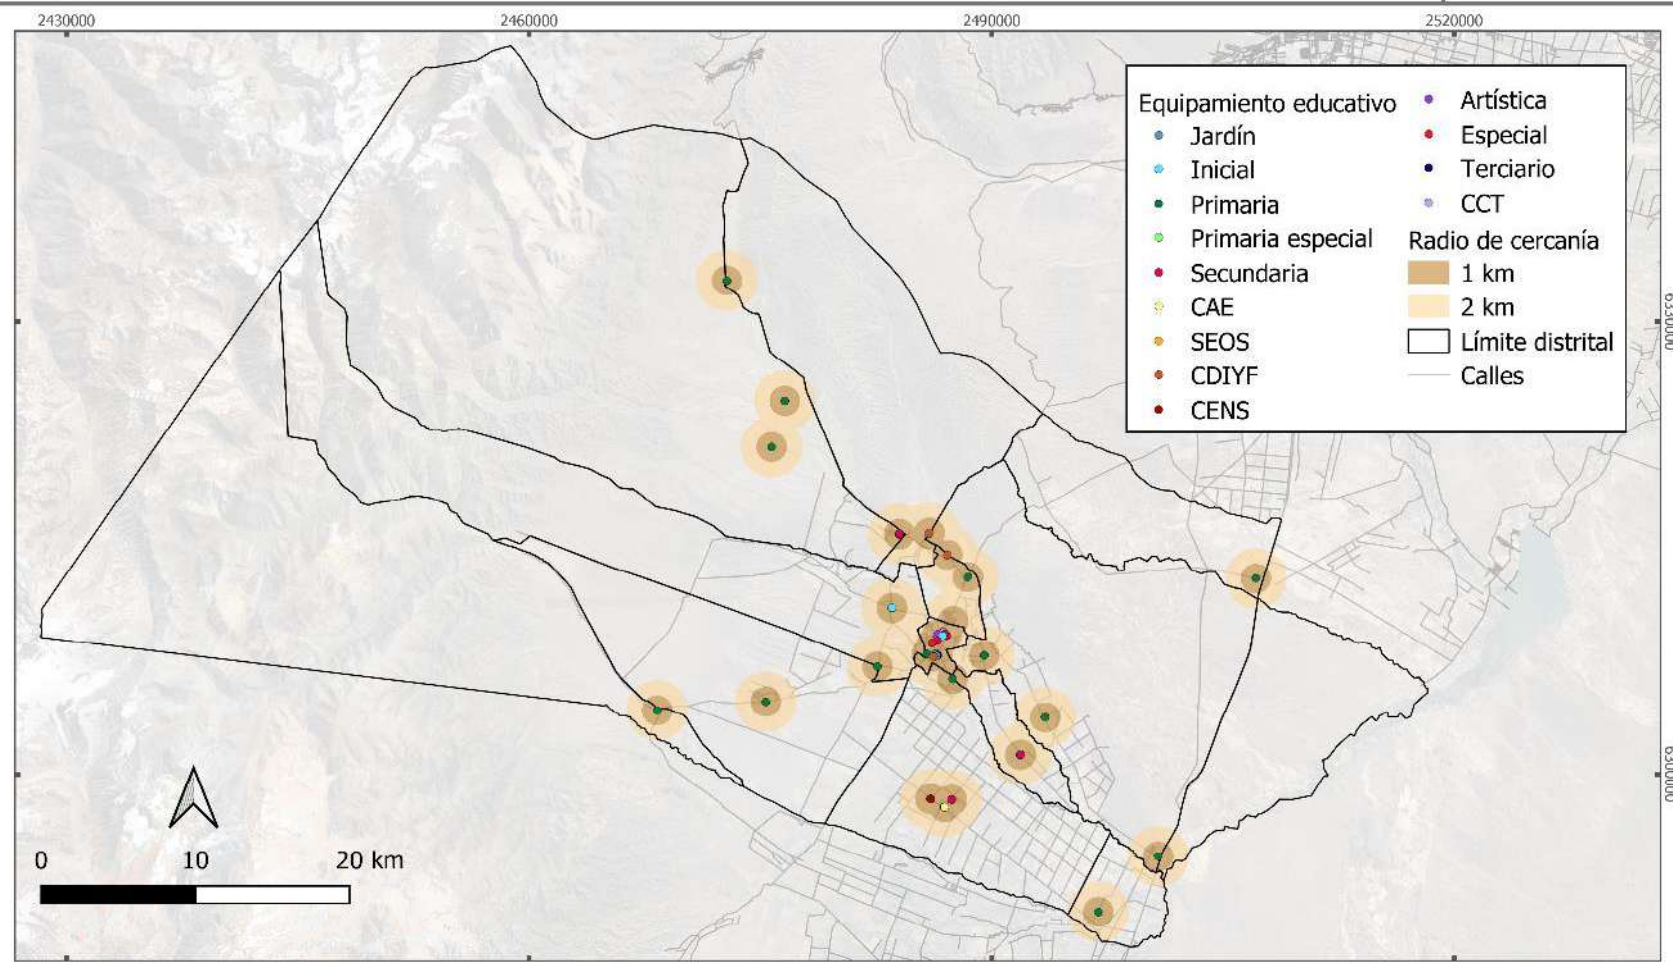 2430000 2460000 2490000 2520000
Equipamiento educativo
Jardín
Inicial
Primaria
Primaria especial
Secundaria
CAE
SEOS
CDIYF
CENS
Artística
Especial
Terciario
CCT
Radio de cercanía
1 km
2 km
Límite distrital
Calles
0 10 20 km